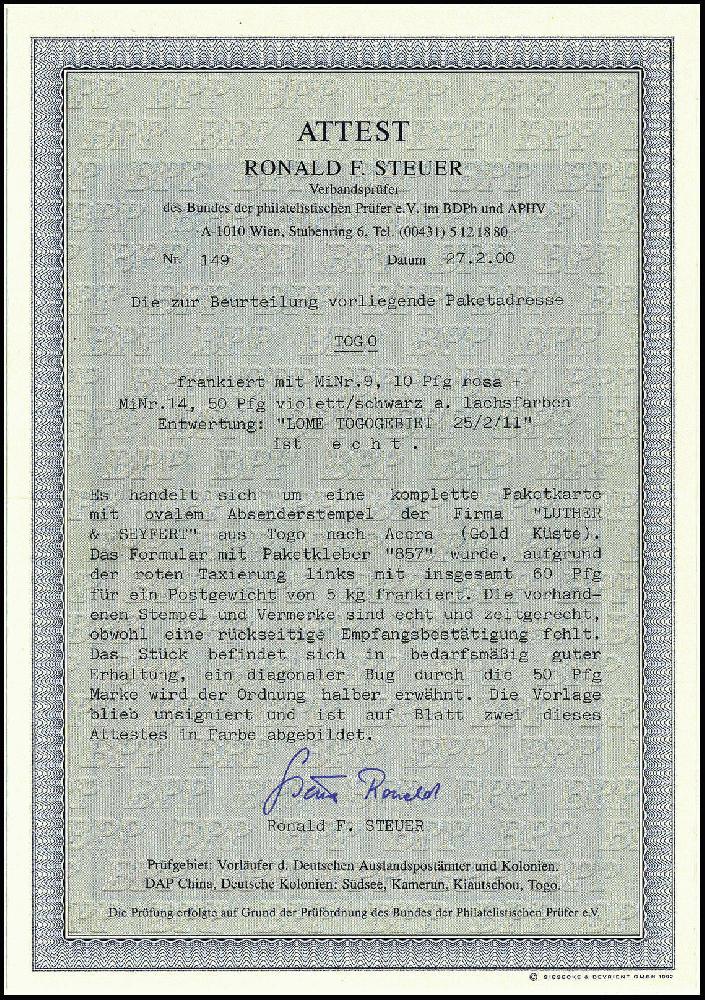 ATTEST
RONALD F. STEUER
Verbandsprüfer
des Bundes der philatelistischen Prüfer e.V. im BDPh und APHV
A-1010 Wien, Stubenring 6, Tel. (00431) 5 12 18 80
Nr. 149 Datum 27.2.00
Die zur Beurteilung vorliegende Paketadresse
TOGO
frankiert mit MiNr.9, 10 Pfg rosa +
MiNr.14, 50 Pfg violett/schwarz a. lachsfarben
Entwertung: "LOME TOGOGEBIET 25/2/11"
ist e c h t .
Es handelt sich um eine komplette Paketkarte
mit ovalem Absenderstempel der Firma "LUTHER
& SEYFERT" aus Togo nach Accra (Gold Küste).
Das Formular mit Paketkleber "857" wurde, aufgrund
der roten Taxierung links mit insgesamt 60 Pfg
für ein Postgewicht von 5 kg frankiert. Die vorhand-
enen Stempel und Vermerke sind echt und zeitgerecht,
obwohl eine rückseitige Empfangsbestätigung fehlt.
Das Stück befindet sich in bedarfsmäßig guter
Erhaltung, ein diagonaler Bug durch die 50 Pfg
Marke wird der Ordnung halber erwähnt. Die Vorlage
blieb unsigniert und ist auf Blatt zwei dieses
Attestes in Farbe abgebildet.
Steuer Ronald
Ronald F. STEUER
Prüfgebiet: Vorläufer d. Deutschen Auslandspostämter und Kolonien.
DAP China, Deutsche Kolonien: Südsee, Kamerun, Kiautschou, Togo.
Die Prüfung erfolgte auf Grund der Prüfordnung des Bundes der Philatelistischen Prüfer e.V.
© GIESECKE & DEVRIENT GMBH 1992